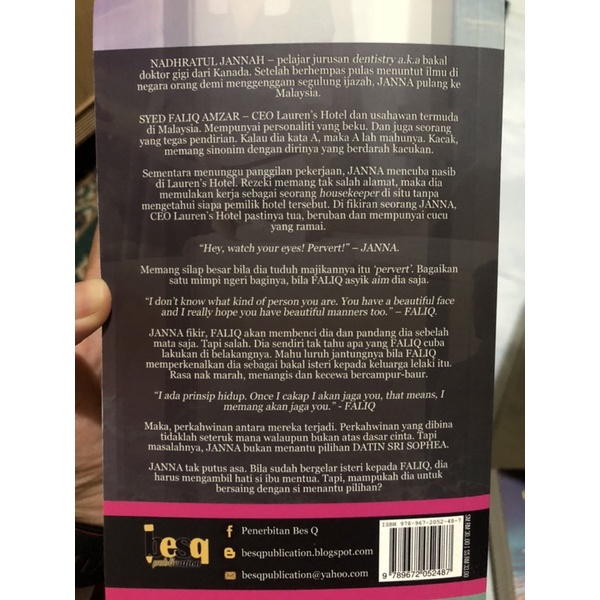 NADHRATUL JANNAH – pelajar jurusan dentistry a.k.a bakal
doktor gigi dari Kanada. Setelah berhempas pulas menuntut ilmu di
negara orang demi menggenggam segulung ijazah, JANNA pulang ke
Malaysia.
SYED FALIQ AMZAR – CEO Lauren's Hotel dan usahawan termuda
di Malaysia. Mempunyai personaliti yang beku. Dan juga seorang
yang tegas pendirian. Kalau dia kata A, maka A lah mahunya. Kacak,
memang sinonim dengan dirinya yang berdarah kacukan.
Sementara menunggu panggilan pekerjaan, JANNA mencuba nasib
di Lauren's Hotel. Rezeki memang tak salah alamat, maka dia
memulakan kerja sebagai seorang housekeeper di situ tanpa
mengetahui siapa pemilik hotel tersebut. Di fikiran seorang JANNA,
CEO Lauren's Hotel pastinya tua, beruban dan mempunyai cucu
yang ramai.
“Hey, watch your eyes! Pervert!” – JANNA.
Memang silap besar bila dia tuduh majikannya itu ‘pervert’. Bagaikan
satu mimpi ngeri baginya, bila FALIQ asyik aim dia saja.
“I don't know what kind of person you are. You have a beautiful face
and I really hope you have beautiful manners too.” – FALIQ.
JANNA fikir, FALIQ akan membenci dia dan pandang dia sebelah
mata saja. Tapi salah. Dia sendiri tak tahu apa yang FALIQ cuba
lakukan di belakangnya. Mahu luruh jantungnya bila FALIQ
memperkenalkan dia sebagai bakal isteri kepada keluarga lelaki itu.
Rasa nak marah, menangis dan kecewa bercampur-baur.
“I ada prinsip hidup. Once I cakap I akan jaga you, that means, I
memang akan jaga you.” - FALIQ
Maka, perkahwinan antara mereka terjadi. Perkahwinan yang dibina
tidaklah seteruk mana walaupun bukan atas dasar cinta. Tapi
masalahnya, JANNA bukan menantu pilihan DATIN SRI SOPHEA.
JANNA tak putus asa. Bila sudah bergelar isteri kepada FALIQ, dia
harus mengambil hati si ibu mentua. Tapi, mampukah dia untuk
bersaing dengan si menantu pilihan?
besq
publication
Penerbitan Bes Q
besqpublication.blogspot.com
besqpublication@yahoo.com
ISBN 978-967-2052-48-7
9 789672 052487
SM RM 30.00 | SS RM 33.00